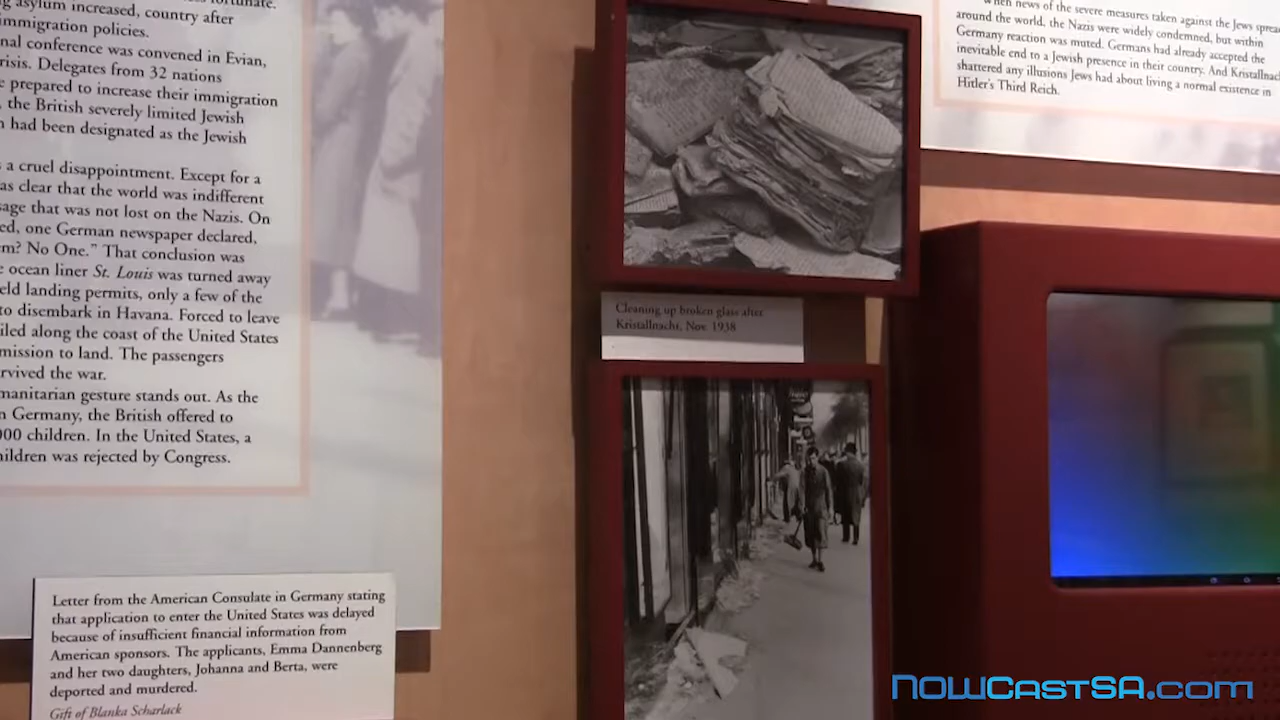 g asylum increased, country after
immigration policies.
nal conference was convened in Evian,
risis. Delegates from 32 nations
e prepared to increase their immigration
, the British severely limited Jewish
h had been designated as the Jewish
s a cruel disappointment. Except for a
as clear that the world was indifferent
sage that was not lost on the Nazis. On
ed, one German newspaper declared,
m? No One." That conclusion was
e ocean liner St. Louis was turned away
eld landing permits, only a few of the
to disembark in Havana. Forced to leave
iled along the coast of the United States
mission to land. The passengers
rvived the war.
manitarian gesture stands out. As the
n Germany, the British offered to
000 children. In the United States, a
hildren was rejected by Congress.
Letter from the American Consulate in Germany stating
that application to enter the United States was delayed
because of insufficient financial information from
American sponsors. The applicants, Emma Dannenberg
and her two daughters, Johanna and Berta, were
deported and murdered.
Gift of Blanka Scharlack
Cleaning up broken glass after
Kristallnacht, Nov. 1938
When news of the severe measures taken against the Jews sprea
around the world, the Nazis were widely condemned, but within
Germany reaction was muted. Germans had already accepted the
inevitable end to a Jewish presence in their country. And Kristallnac
shattered any illusions Jews had about living a normal existence in
Hitler's Third Reich.
NOWCASTSA.COM